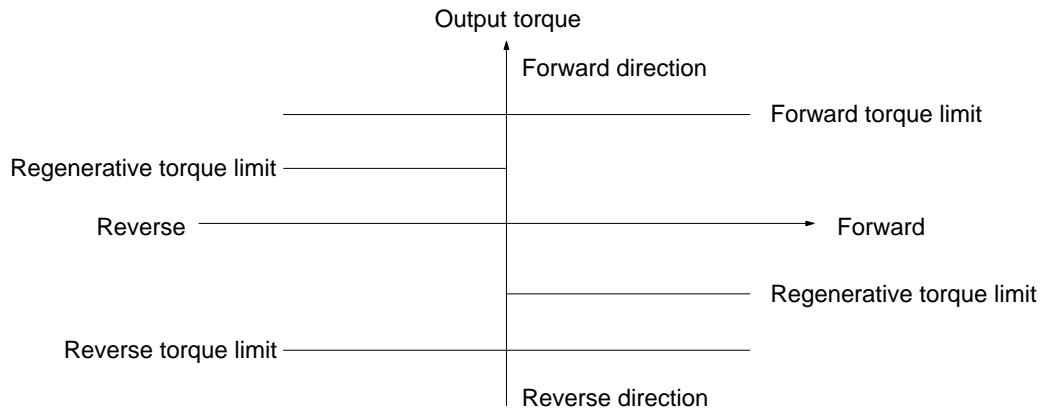 Output torque
Forward direction
Forward torque limit
Regenerative torque limit
Reverse
Forward
Regenerative torque limit
Reverse torque limit
Reverse direction